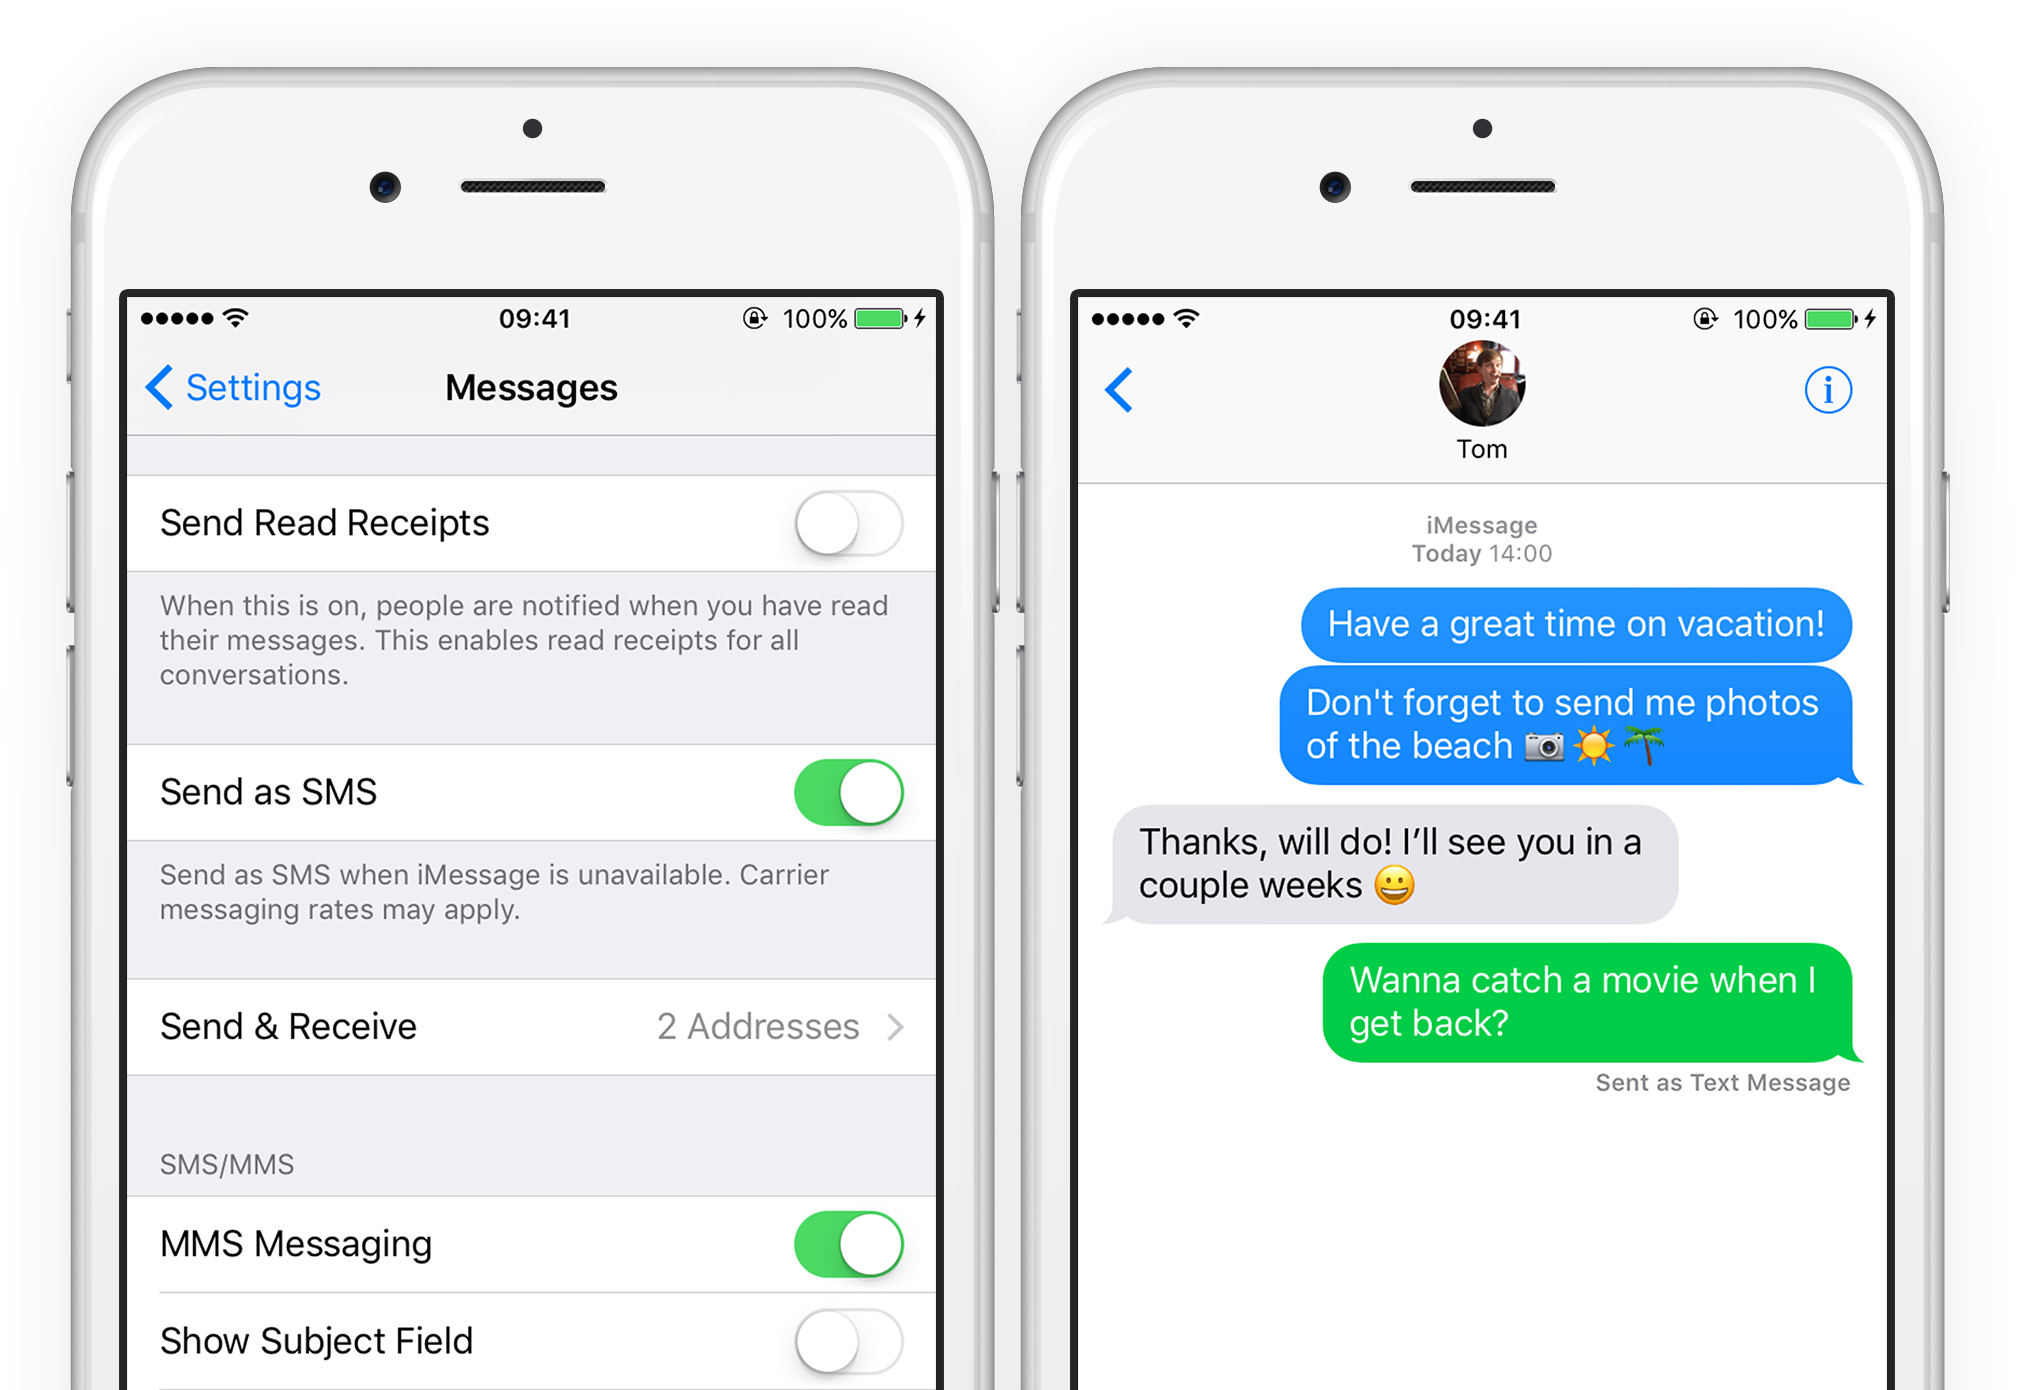 09:41
100%
Settings
Messages
Send Read Receipts
When this is on, people are notified when you have read
their messages. This enables read receipts for all
conversations.
Send as SMS
Send as SMS when iMessage is unavailable. Carrier
messaging rates may apply.
Send & Receive
2 Addresses
SMS/MMS
MMS Messaging
Show Subject Field
09:41
100%
Tom
iMessage
Today 14:00
Have a great time on vacation!
Don't forget to send me photos
of the beach 📷☀️🌴
Thanks, will do! I’ll see you in a
couple weeks 😀
Wanna catch a movie when I
get back?
Sent as Text Message